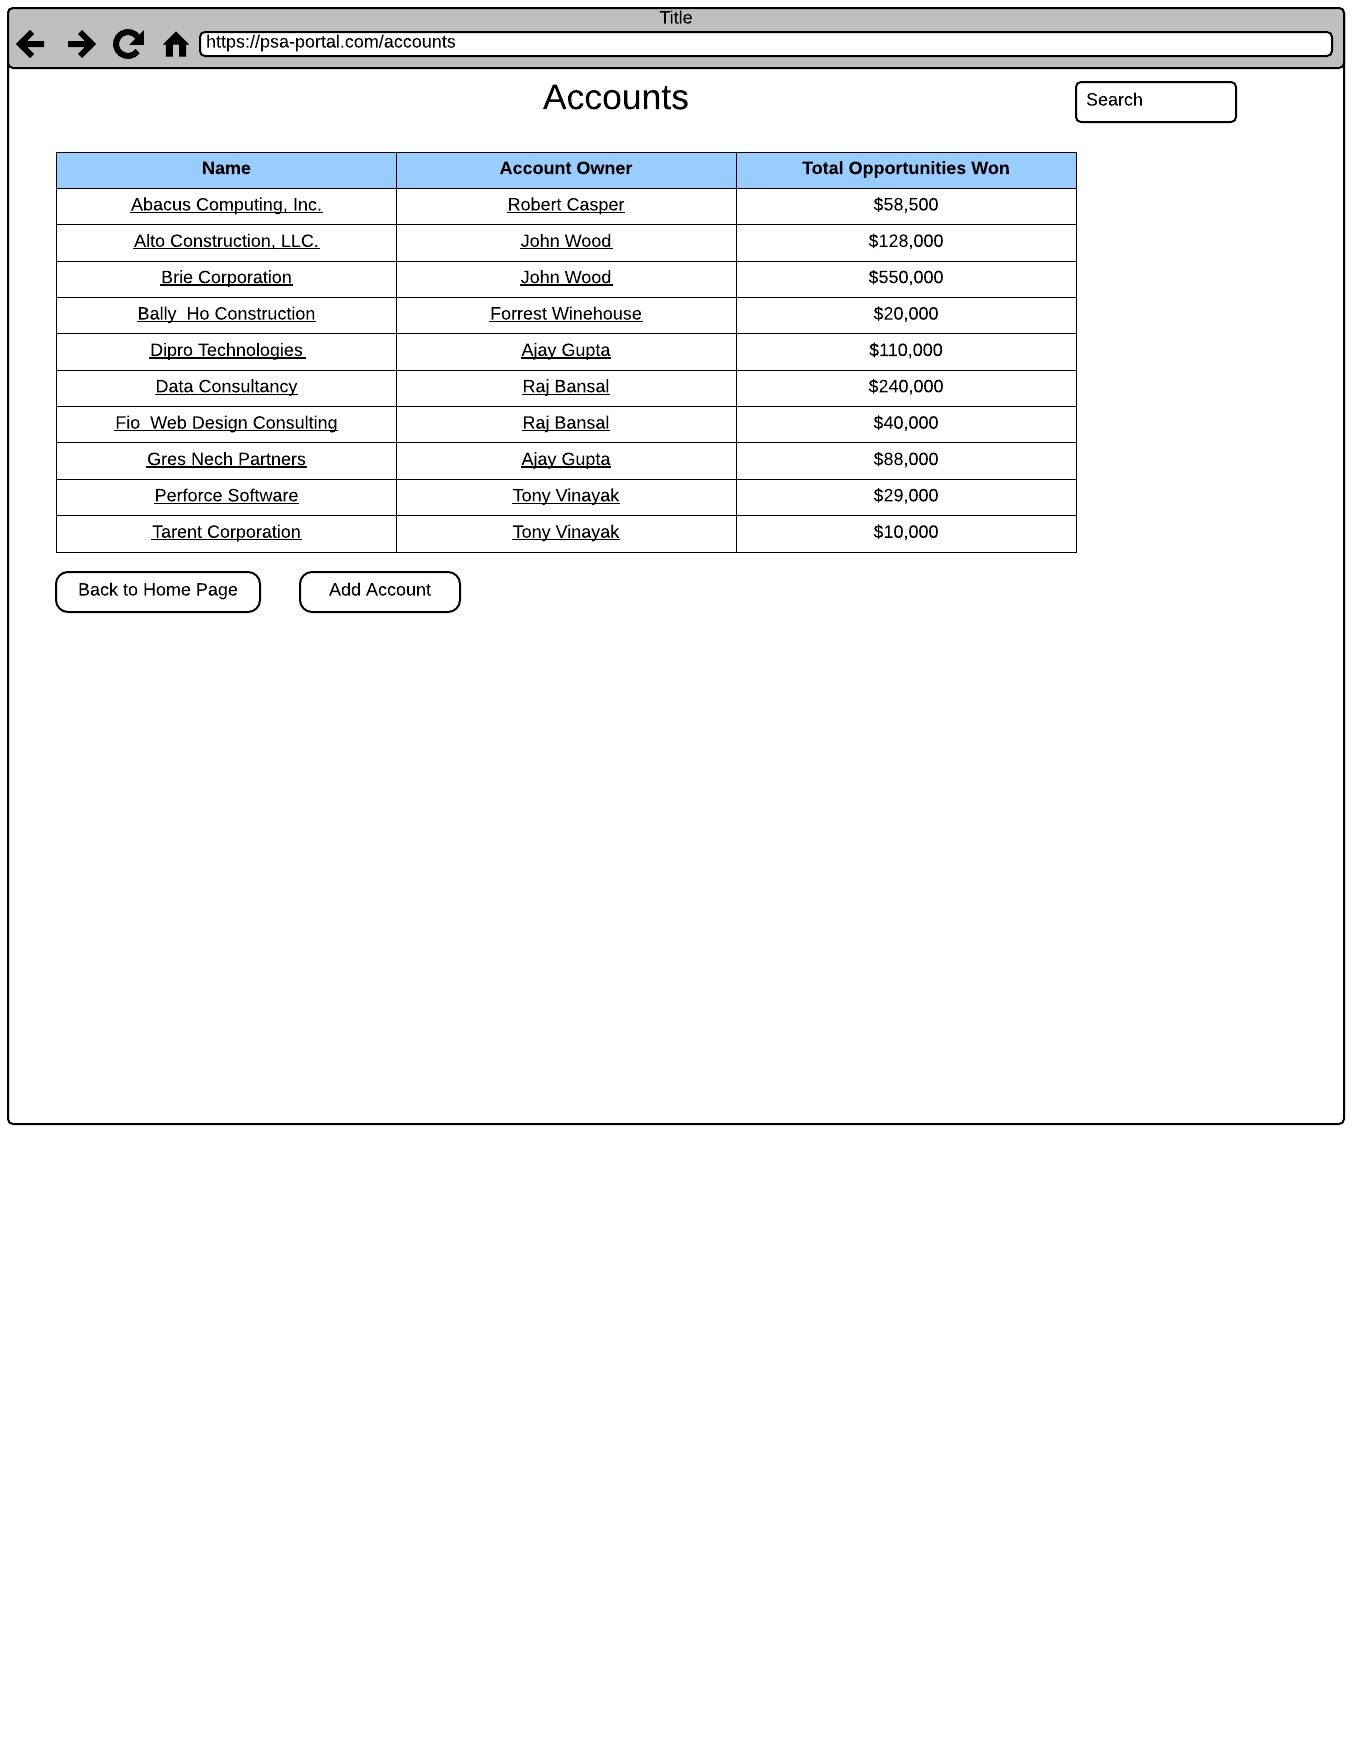 Title
https://psa-portal.com/accounts
Accounts
Search
Name Account Owner Total Opportunities Won
Abacus Computing, Inc. Robert Casper $58,500
Alto Construction, LLC. John Wood $128,000
Brie Corporation John Wood $550,000
Bally  Ho Construction Forrest Winehouse $20,000
Dipro Technologies Ajay Gupta $110,000
Data Consultancy Raj Bansal $240,000
Fio  Web Design Consulting Raj Bansal $40,000
Gres Nech Partners Ajay Gupta $88,000
Perforce Software Tony Vinayak $29,000
Tarent Corporation Tony Vinayak $10,000
Back to Home Page Add Account